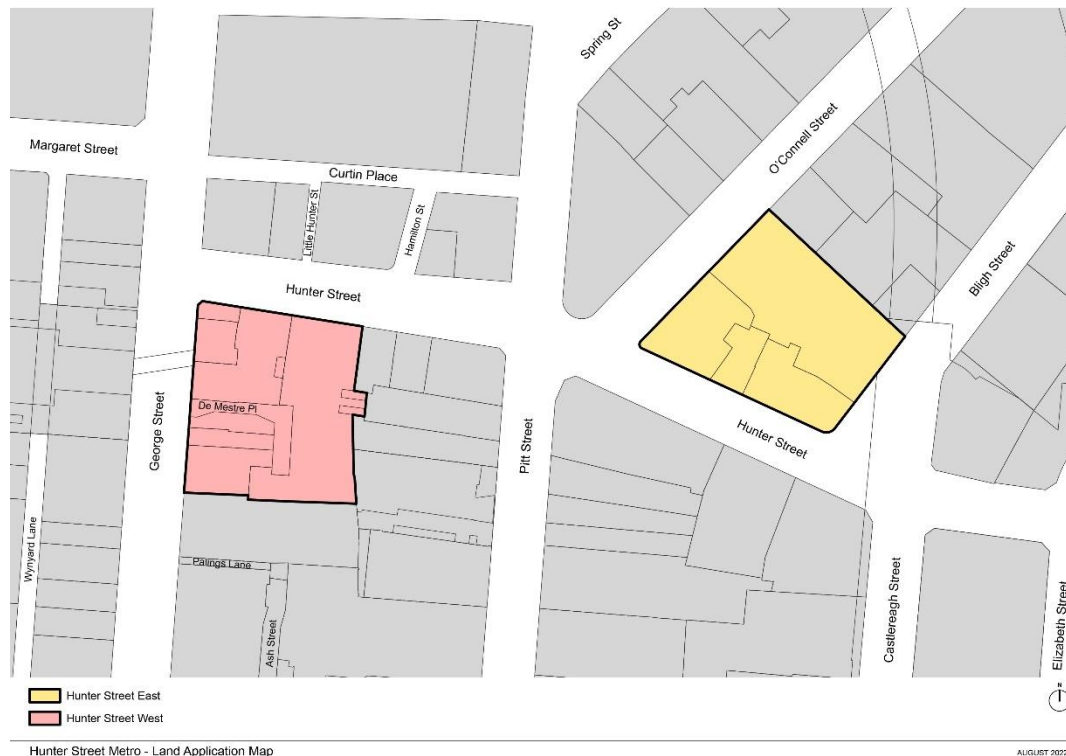 Spring St
O'Connell Street
Margaret Street
Curtin Place
Little Hunter St
Hamilton St
Bligh Street
Hunter Street
De Mestre Pl
George Street
Pitt Street
Hunter Street
Wynyard Lane
Palings Lane
Ash Street
Castlereagh Street
Elizabeth Street
N
Hunter Street East
Hunter Street West
Hunter Street Metro - Land Application Map
AUGUST 2022